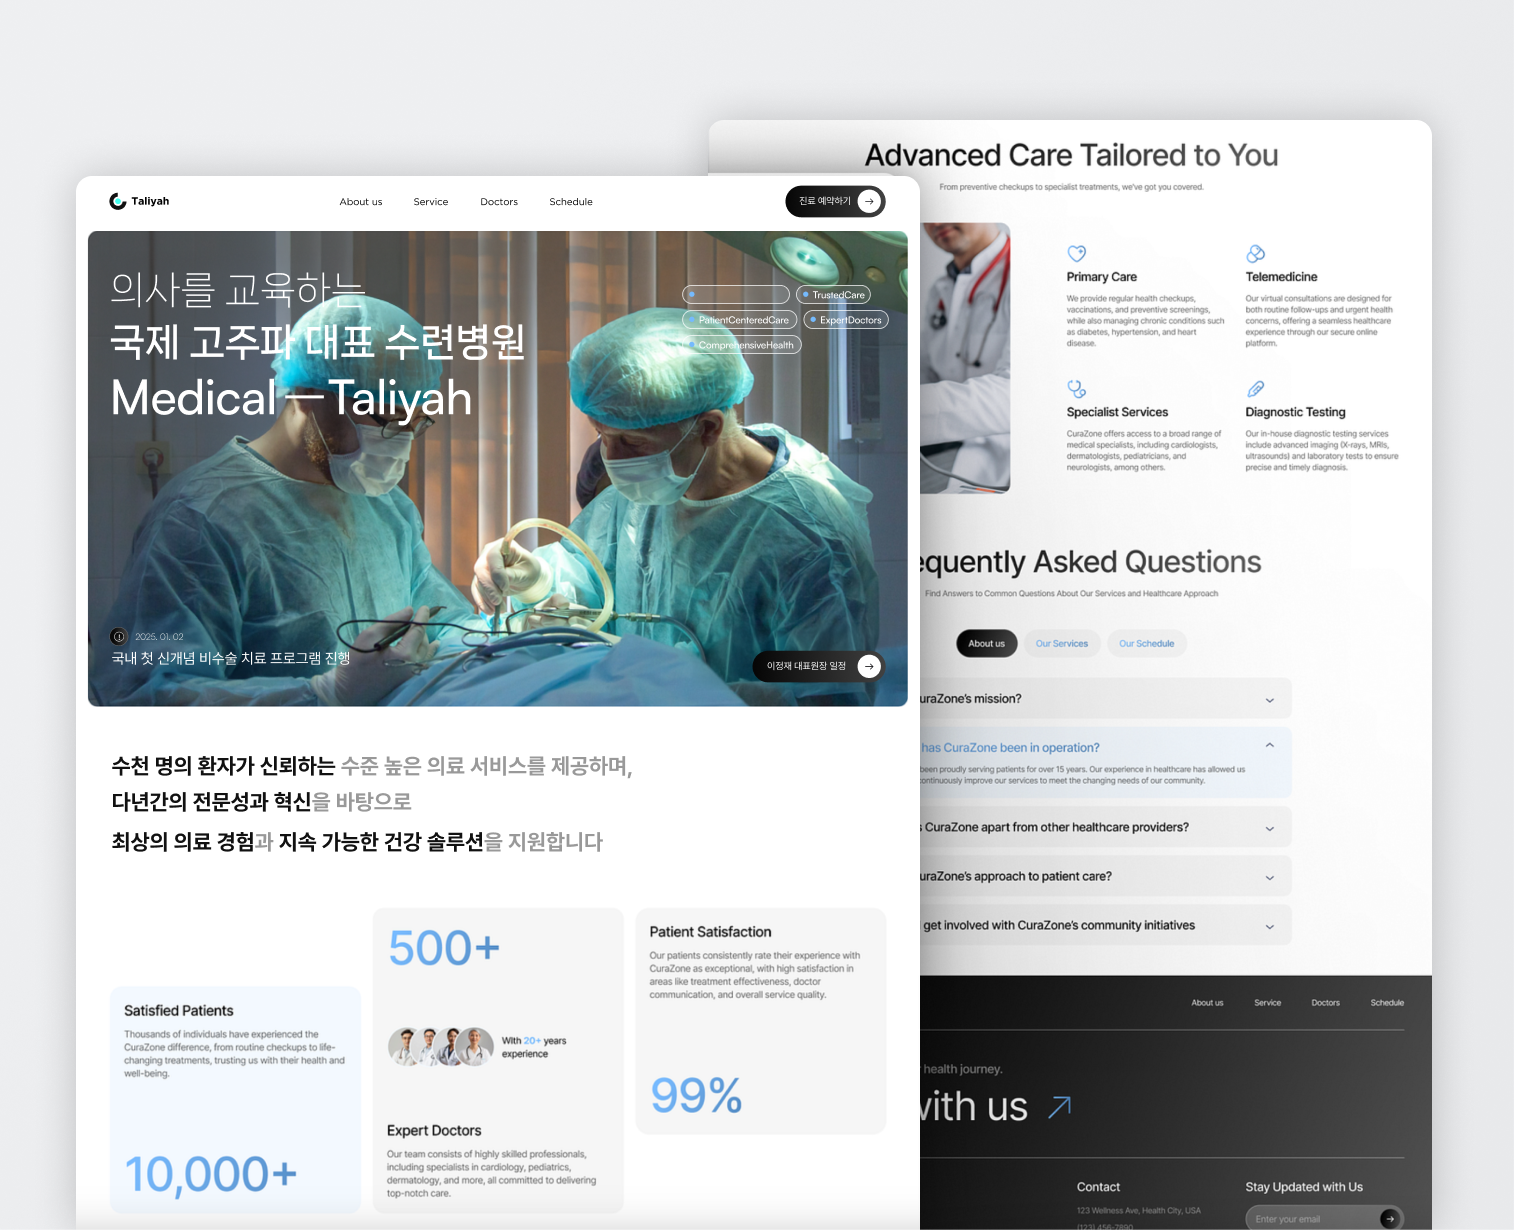 Taliyah
About us
Service
Doctors
Schedule
진료 예약하기
의사를 교육하는
국제 고주파 대표 수련병원
Medical — Taliyah
TrustedCare
PatientCenteredCare
ExpertDoctors
ComprehensiveHealth
2025. 01. 02
국내 첫 신개념 비수술 치료 프로그램 진행
이정재 대표원장 일정
수천 명의 환자가 신뢰하는 수준 높은 의료 서비스를 제공하며,
다년간의 전문성과 혁신을 바탕으로
최상의 의료 경험과 지속 가능한 건강 솔루션을 지원합니다
Satisfied Patients
Thousands of individuals have experienced the
CuraZone difference, from routine checkups to life-
changing treatments, trusting us with their health and
well-being.
10,000+
500+
With 20+ years
experience
Expert Doctors
Our team consists of highly skilled professionals,
including specialists in cardiology, pediatrics,
dermatology, and more, all committed to delivering
top-notch care.
Patient Satisfaction
Our patients consistently rate their experience with
CuraZone as exceptional, with high satisfaction in
areas like treatment effectiveness, doctor
communication, and overall service quality.
99%
Advanced Care Tailored to You
From preventive checkups to specialist treatments, we've got you covered.
Primary Care
We provide regular health checkups,
vaccinations, and preventive screenings,
while also managing chronic conditions such
as diabetes, hypertension, and heart
disease.
Telemedicine
Our virtual consultations are designed for
both routine follow-ups and urgent health
concerns, offering a seamless healthcare
experience through our secure online
platform.
Specialist Services
CuraZone offers access to a broad range of
medical specialists, including cardiologists,
dermatologists, pediatricians, and
neurologists, among others.
Diagnostic Testing
Our in-house diagnostic testing services
include advanced imaging (X-rays, MRIs,
ultrasounds) and laboratory tests to ensure
precise and timely diagnosis.
equently Asked Questions
Find Answers to Common Questions About Our Services and Healthcare Approach
About us
Our Services
Our Schedule
uraZone's mission?
has CuraZone been in operation?
been proudly serving patients for over 15 years. Our experience in healthcare has allowed us
continuously improve our services to meet the changing needs of our community.
s CuraZone apart from other healthcare providers?
uraZone's approach to patient care?
get involved with CuraZone's community initiatives
About us
Service
Doctors
Schedule
health journey.
with us
Contact
123 Wellness Ave, Health City, USA
(123) 456-7890
Stay Updated with Us
Enter your email